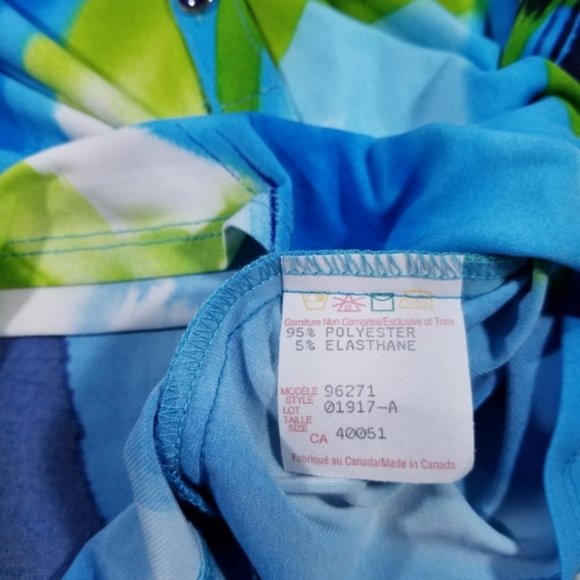 Garniture Non Comprise/Exclusive of Trim
95% POLYESTER
5% ELASTHANE
MODÈLE
STYLE 96271
LOT 01917-A
TAILLE
SIZE
CA 40051
Fabriqué au Canada/Made in Canada